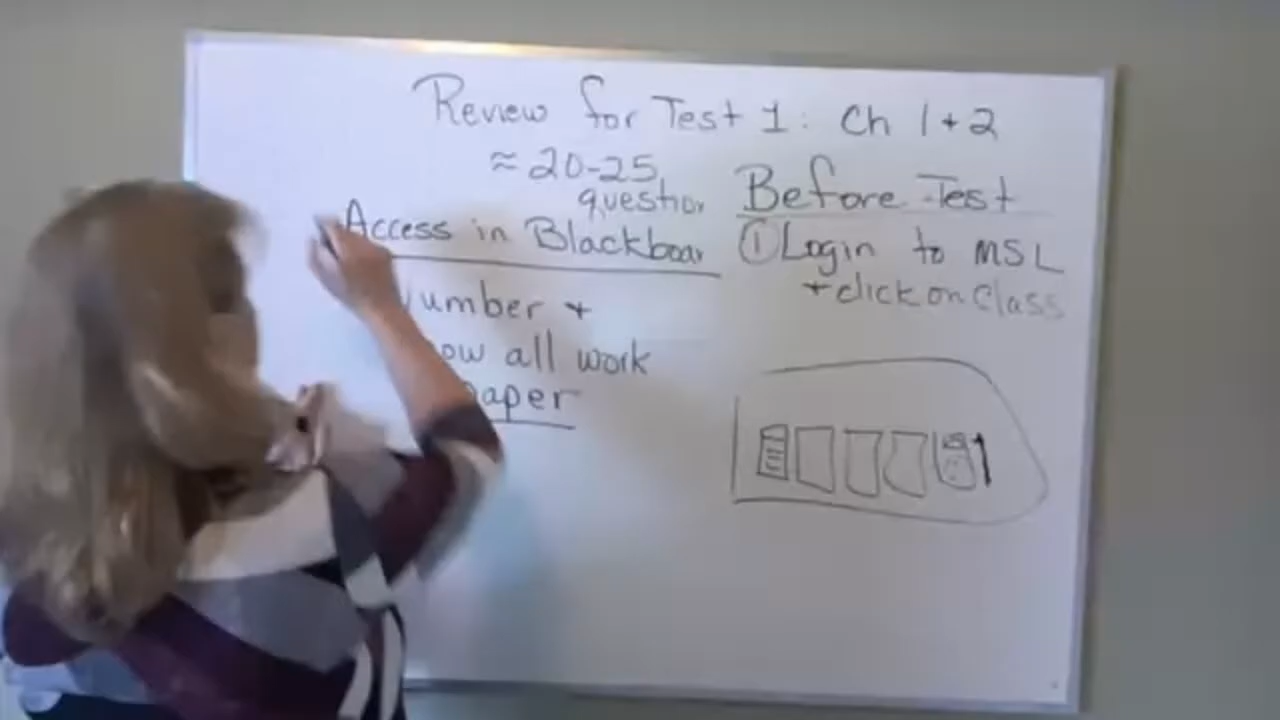 Review for Test 1: Ch 1 + 2
≈ 20-25
question
Access in Blackboar
umber +
ow all work
paper
Before Test
① Login to MSL
+ click on Class